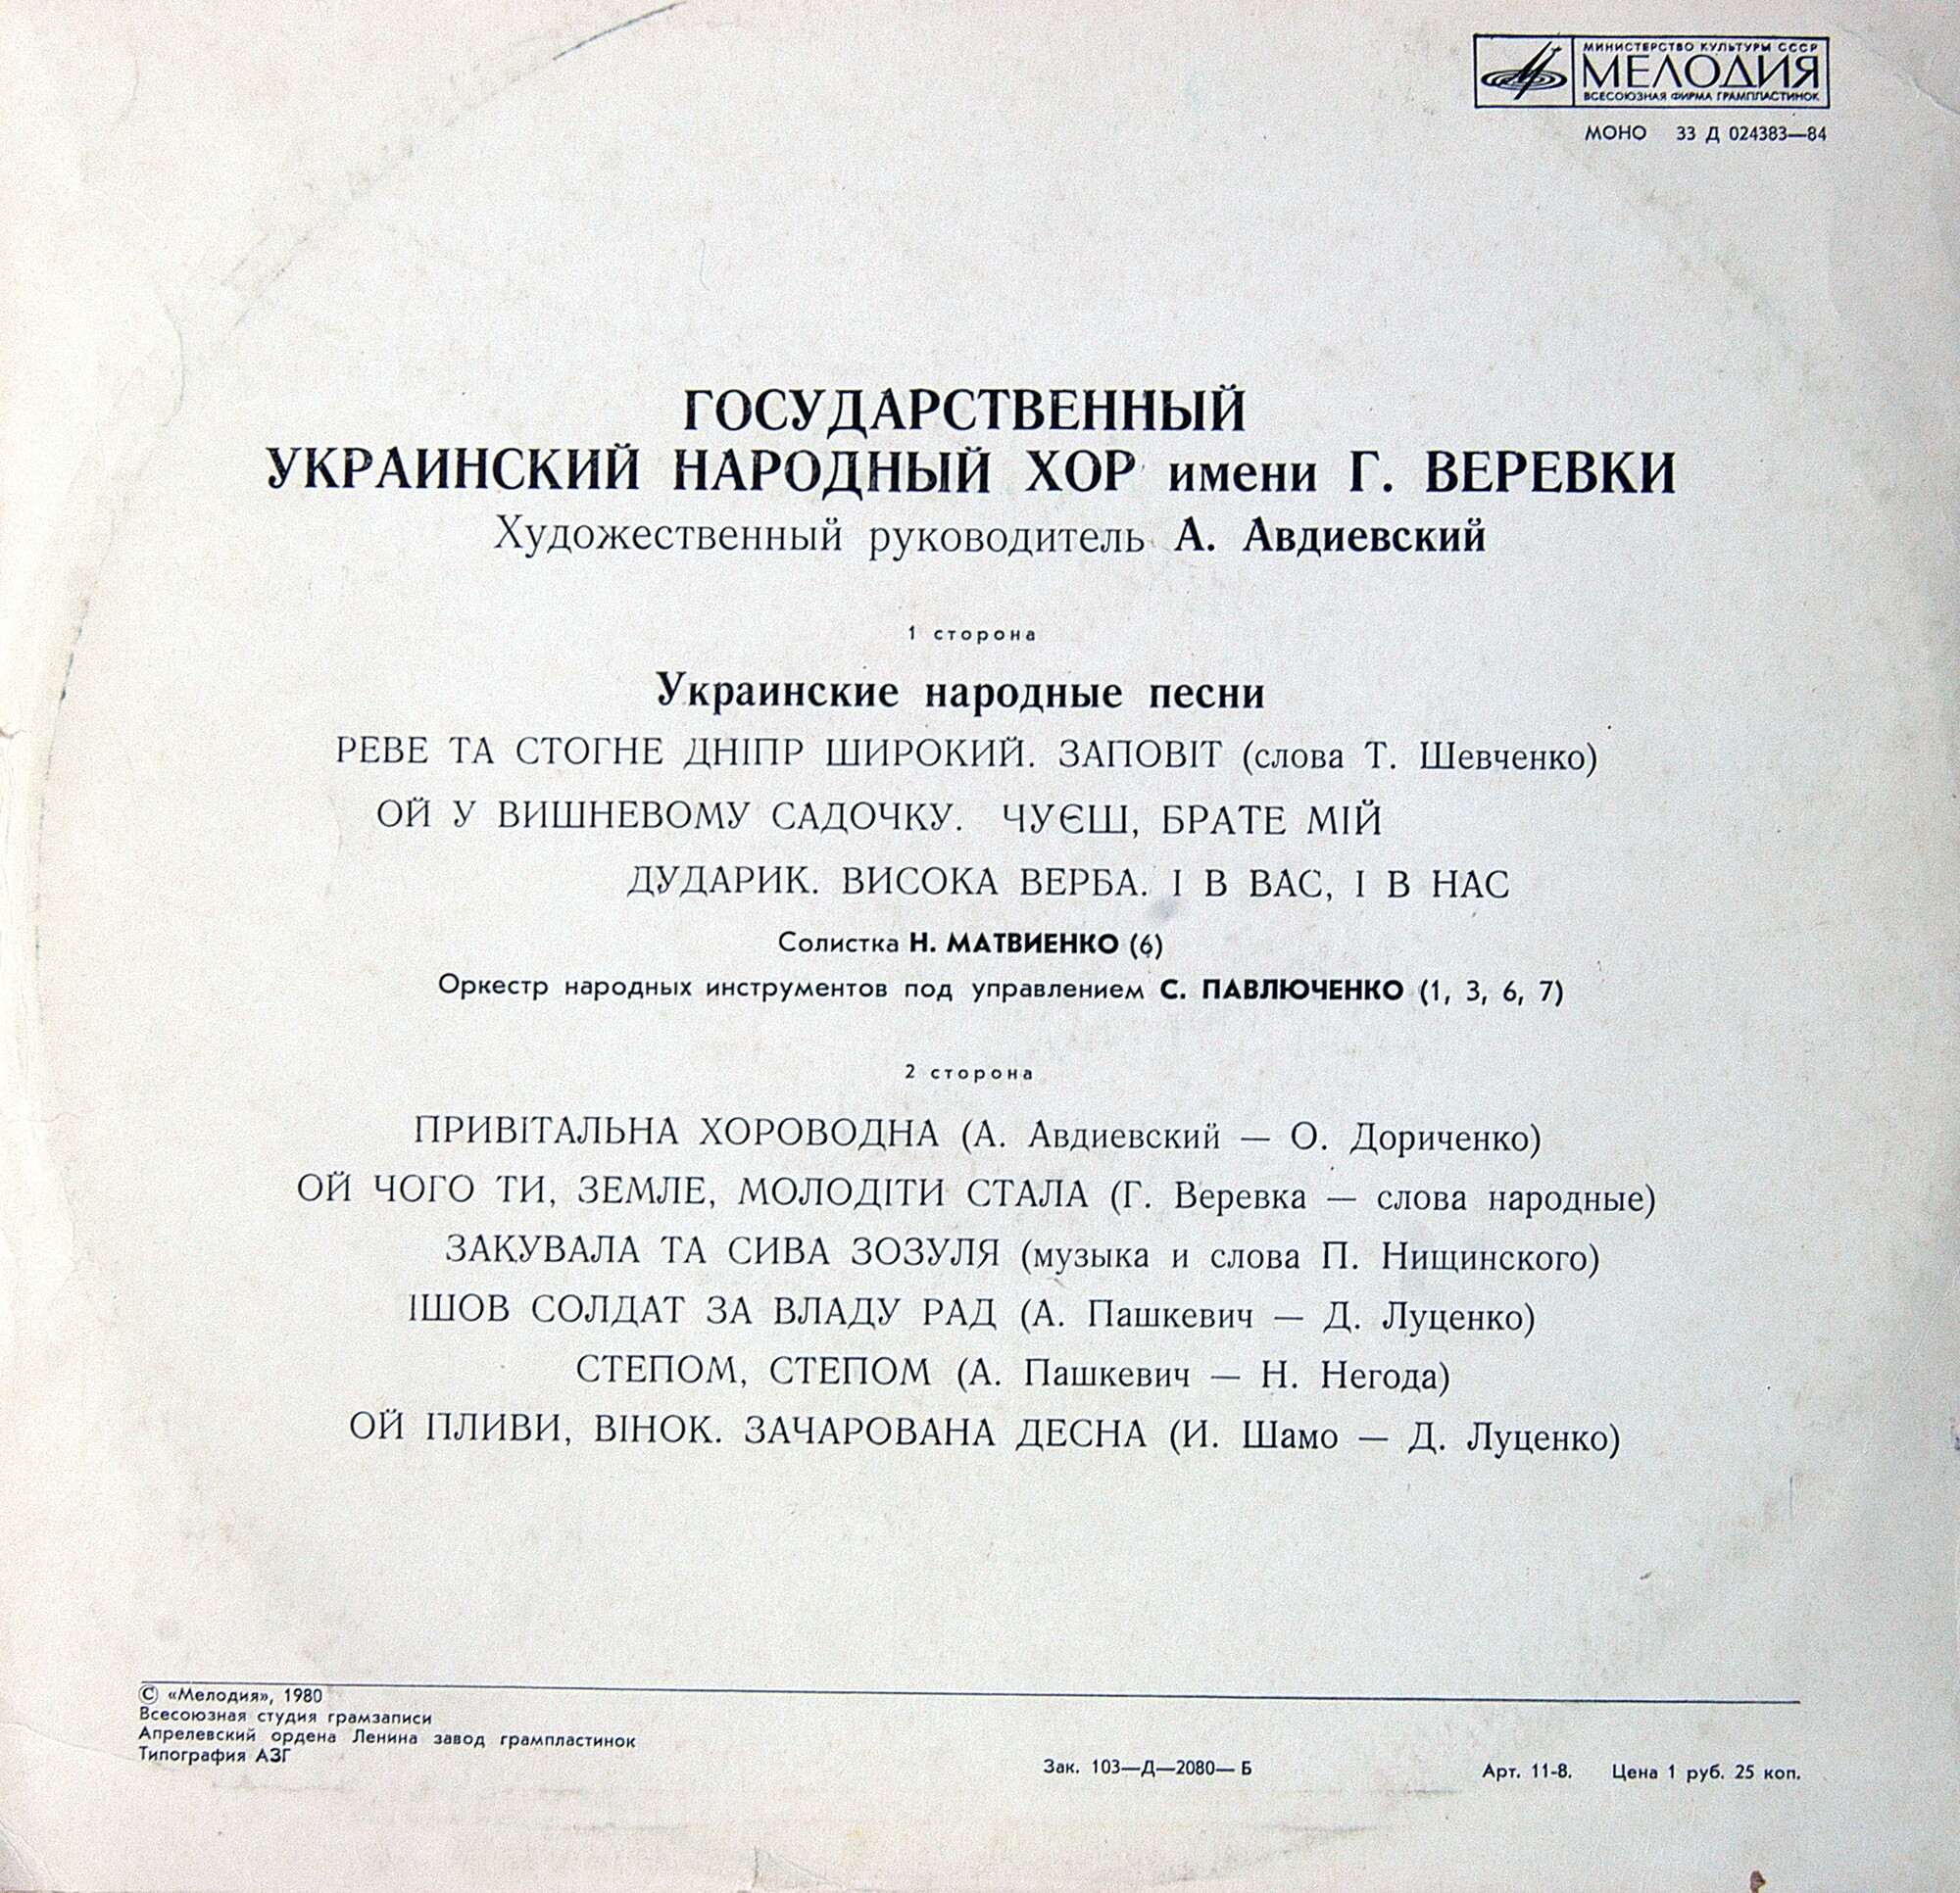 МИНИСТЕРСТВО КУЛЬТУРЫ СССР
МЕЛОДИЯ
ВСЕСОЮЗНАЯ ФИРМА ГРАМПЛАСТИНОК
МОНО 33 Д 024383—84
ГОСУДАРСТВЕННЫЙ
УКРАИНСКИЙ НАРОДНЫЙ ХОР имени Г. ВЕРЕВКИ
Художественный руководитель А. Авдиевский
1 сторона
Украинские народные песни
РЕВЕ ТА СТОГНЕ ДНІПР ШИРОКИЙ. ЗАПОВІТ (слова Т. Шевченко)
ОЙ У ВИШНЕВОМУ САДОЧКУ. ЧУЄШ, БРАТЕ МІЙ
ДУДАРИК. ВИСОКА ВЕРБА. І В ВАС, І В НАС
Солистка Н. МАТВИЕНКО (6)
Оркестр народных инструментов под управлением С. ПАВЛЮЧЕНКО (1, 3, 6, 7)
2 сторона
ПРИВІТАЛЬНА ХОРОВОДНА (А. Авдиевский — О. Дориченко)
ОЙ ЧОГО ТИ, ЗЕМЛЕ, МОЛОДІТИ СТАЛА (Г. Веревка — слова народные)
ЗАКУВАЛА ТА СИВА ЗОЗУЛЯ (музыка и слова П. Нищинского)
ІШОВ СОЛДАТ ЗА ВЛАДУ РАД (А. Пашкевич — Д. Луценко)
СТЕПОМ, СТЕПОМ (А. Пашкевич — Н. Негода)
ОЙ ПЛИВИ, ВІНОК. ЗАЧАРОВАНА ДЕСНА (И. Шамо — Д. Луценко)
© «Мелодия», 1980
Всесоюзная студия грамзаписи
Апрелевский ордена Ленина завод грампластинок
Типография АЗГ
Зак. 103—Д—2080—Б
Арт. 11-8. Цена 1 руб. 25 коп.